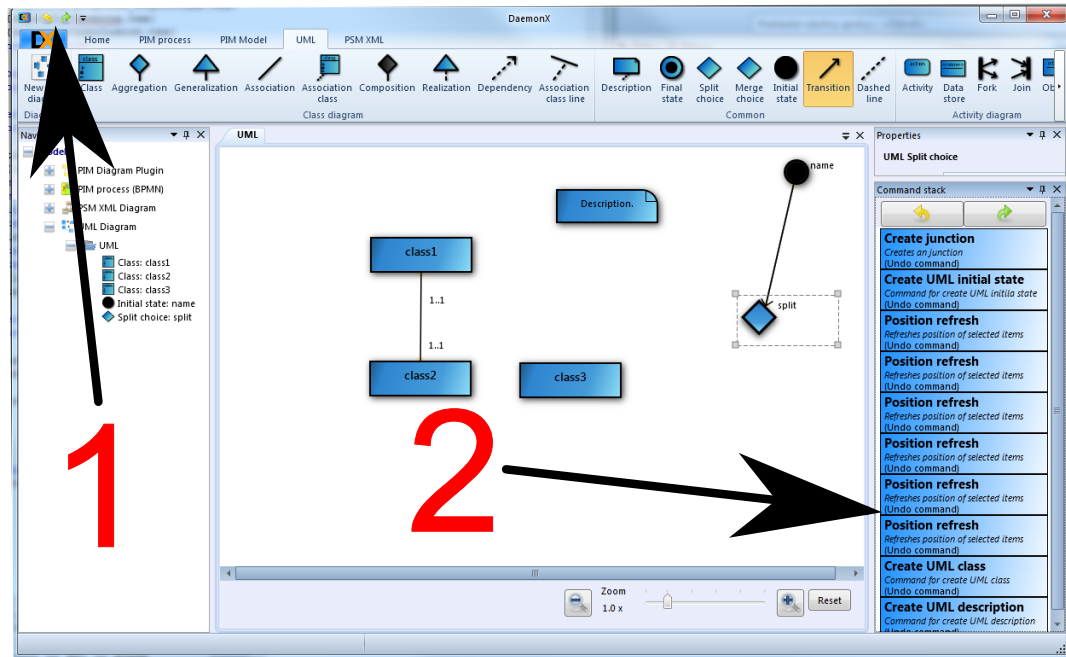 DaemonX
DX
Home PIM process PIM Model UML PSM XML
Class Aggregation Generalization Association Association class Composition Realization Dependency Association class line Description Final state Split choice Merge choice Initial state Transition Dashed line Activity Data store Fork Join
Class diagram Common Activity diagram
UML
PIM Diagram Plugin
PIM process (BPMN)
PSM XML Diagram
UML Diagram
UML
Class: class1
Class: class2
Class: class3
Initial state: name
Split choice: split
1
name
Description.
class1
1..1
split
1..1
class2
class3
2
Zoom
1.0 x
Reset
Properties
UML Split choice
Command stack
Create junction
Creates an junction
(Undo command)
Create UML initial state
Command for create UML initlla state
(Undo command)
Position refresh
Refreshes position of selected items
(Undo command)
Position refresh
Refreshes position of selected items
(Undo command)
Position refresh
Refreshes position of selected items
(Undo command)
Position refresh
Refreshes position of selected items
(Undo command)
Position refresh
Refreshes position of selected items
(Undo command)
Position refresh
Refreshes position of selected items
(Undo command)
Create UML class
Command for create UML class
(Undo command)
Create UML description
Command for create UML description
(Undo command)